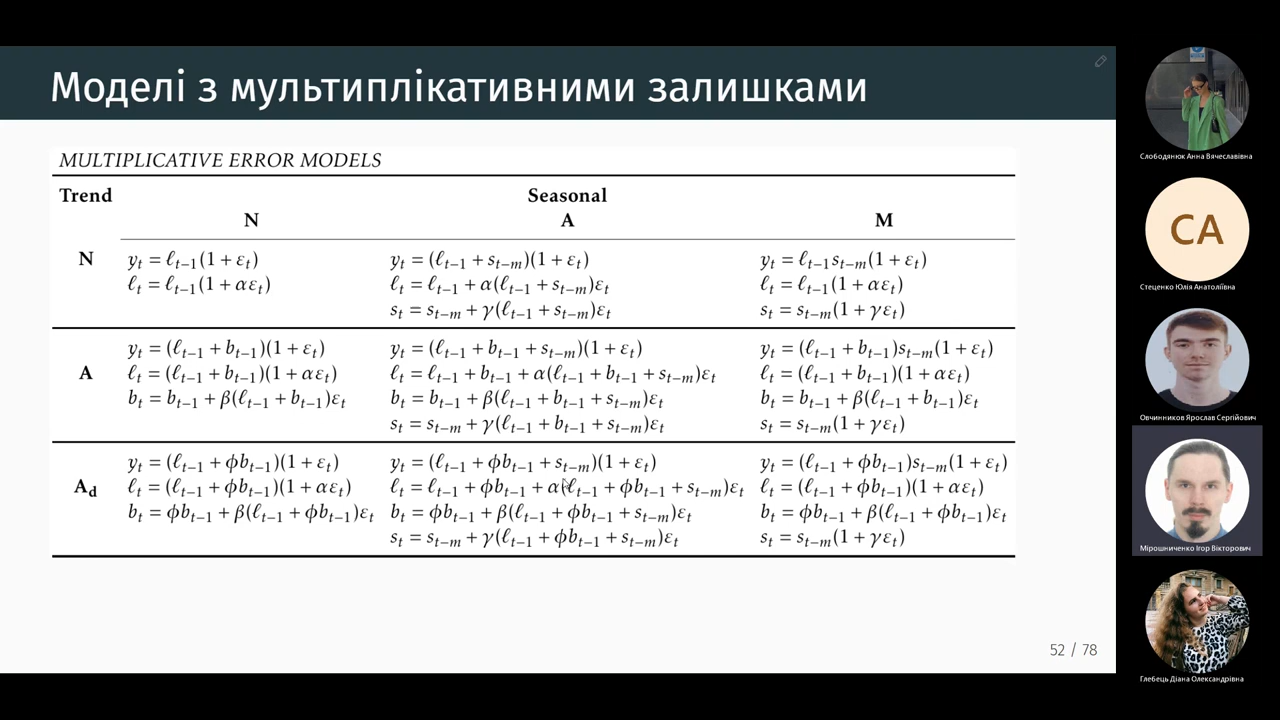 Моделі з мультиплікативними залишками
MULTIPLICATIVE ERROR MODELS
Trend Seasonal
N A M
N yₜ = ℓₜ₋₁(1 + εₜ) yₜ = (ℓₜ₋₁ + sₜ₋ₘ)(1 + εₜ) yₜ = ℓₜ₋₁sₜ₋ₘ(1 + εₜ)
ℓₜ = ℓₜ₋₁(1 + αεₜ) ℓₜ = ℓₜ₋₁ + α(ℓₜ₋₁ + sₜ₋ₘ)εₜ ℓₜ = ℓₜ₋₁(1 + αεₜ)
sₜ = sₜ₋ₘ + γ(ℓₜ₋₁ + sₜ₋ₘ)εₜ sₜ = sₜ₋ₘ(1 + γεₜ)
yₜ = (ℓₜ₋₁ + bₜ₋₁)(1 + εₜ) yₜ = (ℓₜ₋₁ + bₜ₋₁ + sₜ₋ₘ)(1 + εₜ) yₜ = (ℓₜ₋₁ + bₜ₋₁)sₜ₋ₘ(1 + εₜ)
A ℓₜ = (ℓₜ₋₁ + bₜ₋₁)(1 + αεₜ) ℓₜ = ℓₜ₋₁ + bₜ₋₁ + α(ℓₜ₋₁ + bₜ₋₁ + sₜ₋ₘ)εₜ ℓₜ = (ℓₜ₋₁ + bₜ₋₁)(1 + αεₜ)
bₜ = bₜ₋₁ + β(ℓₜ₋₁ + bₜ₋₁)εₜ bₜ = bₜ₋₁ + β(ℓₜ₋₁ + bₜ₋₁ + sₜ₋ₘ)εₜ bₜ = bₜ₋₁ + β(ℓₜ₋₁ + bₜ₋₁)εₜ
sₜ = sₜ₋ₘ + γ(ℓₜ₋₁ + bₜ₋₁ + sₜ₋ₘ)εₜ sₜ = sₜ₋ₘ(1 + γεₜ)
yₜ = (ℓₜ₋₁ + ϕbₜ₋₁)(1 + εₜ) yₜ = (ℓₜ₋₁ + ϕbₜ₋₁ + sₜ₋ₘ)(1 + εₜ) yₜ = (ℓₜ₋₁ + ϕbₜ₋₁)sₜ₋ₘ(1 + εₜ)
A_d ℓₜ = (ℓₜ₋₁ + ϕbₜ₋₁)(1 + αεₜ) ℓₜ = ℓₜ₋₁ + ϕbₜ₋₁ + α(ℓₜ₋₁ + ϕbₜ₋₁ + sₜ₋ₘ)εₜ ℓₜ = (ℓₜ₋₁ + ϕbₜ₋₁)(1 + αεₜ)
bₜ = ϕbₜ₋₁ + β(ℓₜ₋₁ + ϕbₜ₋₁)εₜ bₜ = ϕbₜ₋₁ + β(ℓₜ₋₁ + ϕbₜ₋₁ + sₜ₋ₘ)εₜ bₜ = ϕbₜ₋₁ + β(ℓₜ₋₁ + ϕbₜ₋₁)εₜ
sₜ = sₜ₋ₘ + γ(ℓₜ₋₁ + ϕbₜ₋₁ + sₜ₋ₘ)εₜ sₜ = sₜ₋ₘ(1 + γεₜ)
52 / 78
Слободянюк Анна Вячеславівна
CA
Стеценко Юлія Анатоліївна
Овчинников Ярослав Сергійович
Мірошниченко Ігор Вікторович
Глебець Діана Олександрівна